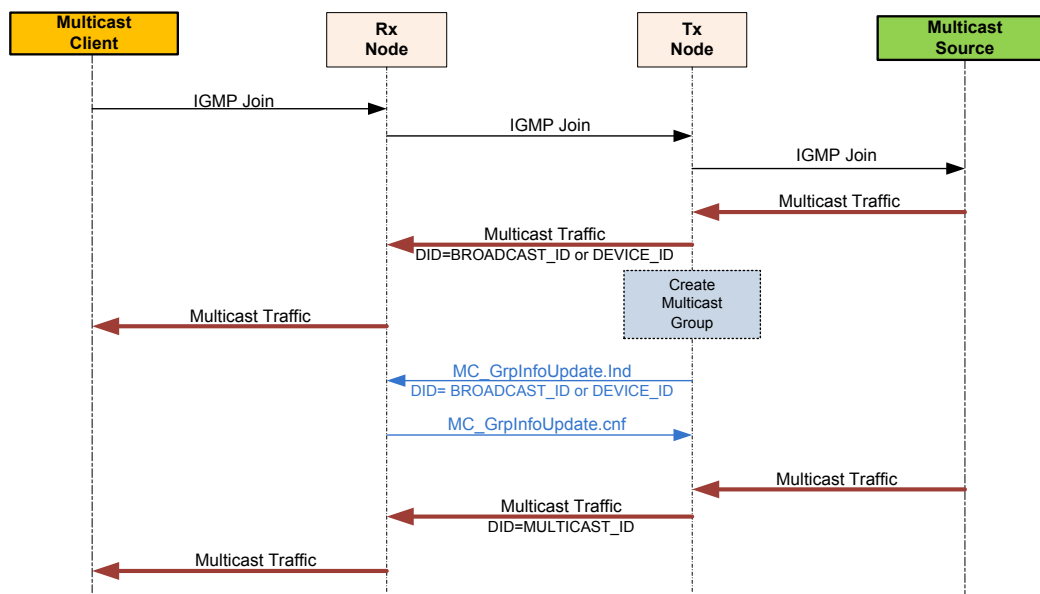 Multicast
Client
Rx
Node
Tx
Node
Multicast
Source
IGMP Join
IGMP Join
IGMP Join
Multicast Traffic
Multicast Traffic
DID=BROADCAST_ID or DEVICE_ID
Create
Multicast
Group
Multicast Traffic
MC_GrpInfoUpdate.Ind
DID= BROADCAST_ID or DEVICE_ID
MC_GrpInfoUpdate.cnf
Multicast Traffic
Multicast Traffic
DID=MULTICAST_ID
Multicast Traffic